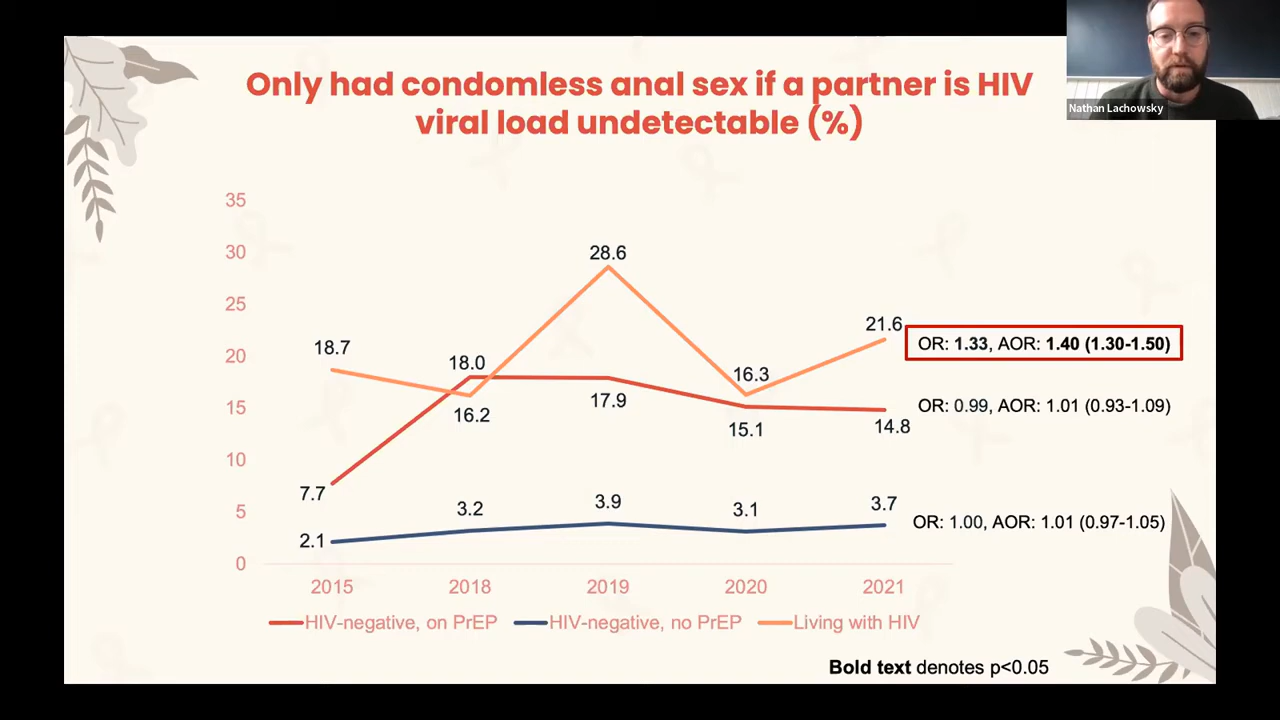 Only had condomless anal sex if a partner is HIV
viral load undetectable (%)
Nathan Lachowsky
35
30
25
20
15
10
5
0
18.7
16.2
28.6
16.3
21.6
7.7
18.0
17.9
15.1
14.8
2.1
3.2
3.9
3.1
3.7
OR: 1.33, AOR: 1.40 (1.30-1.50)
OR: 0.99, AOR: 1.01 (0.93-1.09)
OR: 1.00, AOR: 1.01 (0.97-1.05)
2015 2018 2019 2020 2021
HIV-negative, on PrEP HIV-negative, no PrEP Living with HIV
Bold text denotes p<0.05